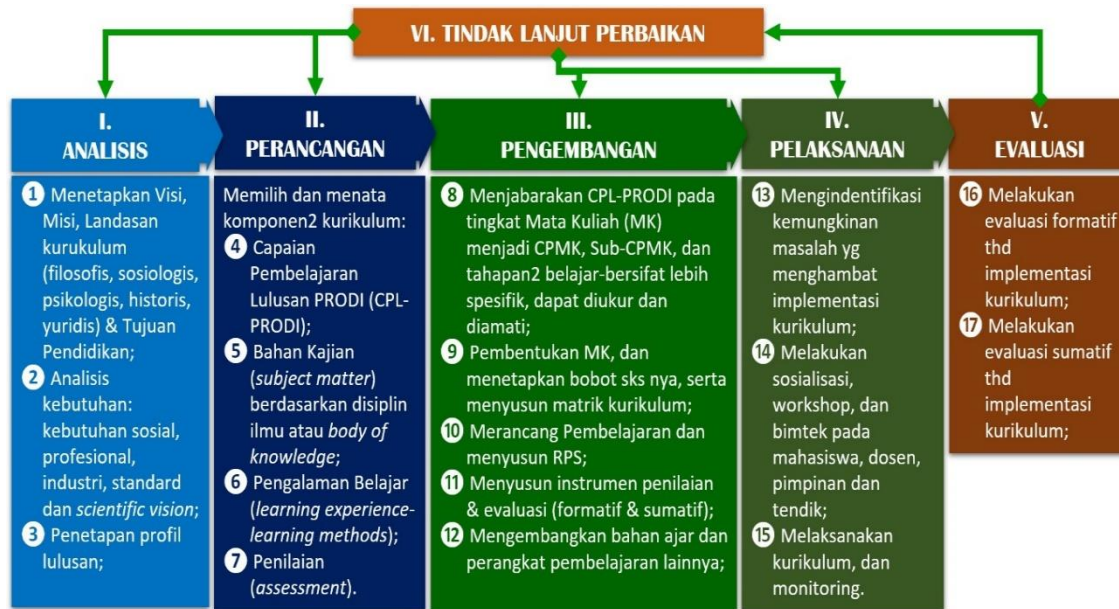 VI. TINDAK LANJUT PERBAIKAN
I.
ANALISIS
1 Menetapkan Visi,
Misi, Landasan
kurukulum
(filosofis, sosiologis,
psikologis, historis,
yuridis) & Tujuan
Pendidikan;
2 Analisis
kebutuhan:
kebutuhan sosial,
profesional,
industri, standard
dan scientific vision;
3 Penetapan profil
lulusan;
II.
PERANCANGAN
Memilih dan menata
komponen2 kurikulum:
4 Capaian
Pembelajaran
Lulusan PRODI (CPL-
PRODI);
5 Bahan Kajian
(subject matter)
berdasarkan disiplin
ilmu atau body of
knowledge;
6 Pengalaman Belajar
(learning experience-
learning methods);
7 Penilaian
(assessment).
III.
PENGEMBANGAN
8 Menjabarakan CPL-PRODI pada
tingkat Mata Kuliah (MK)
menjadi CPMK, Sub-CPMK, dan
tahapan2 belajar-bersifat lebih
spesifik, dapat diukur dan
diamati;
9 Pembentukan MK, dan
menetapkan bobot sks nya, serta
menyusun matrik kurikulum;
10 Merancang Pembelajaran dan
menyusun RPS;
11 Menyusun instrumen penilaian
& evaluasi (formatif & sumatif);
12 Mengembangkan bahan ajar dan
perangkat pembelajaran lainnya;
IV.
PELAKSANAAN
13 Mengindentifikasi
kemungkinan
masalah yg
menghambat
implementasi
kurikulum;
14 Melakukan
sosialisasi,
workshop, dan
bimtek pada
mahasiswa, dosen,
pimpinan dan
tendik;
15 Melaksanakan
kurikulum, dan
monitoring.
V.
EVALUASI
16 Melakukan
evaluasi formatif
thd
implementasi
kurikulum;
17 Melakukan
evaluasi sumatif
thd
implementasi
kurikulum;